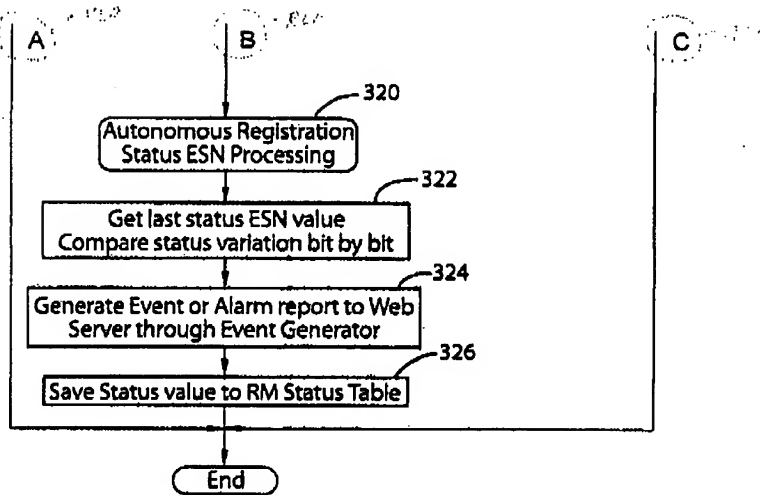 A
B
C
320
Autonomous Registration
Status ESN Processing
322
Get last status ESN value
Compare status variation bit by bit
324
Generate Event or Alarm report to Web
Server through Event Generator
326
Save Status value to RM Status Table
End